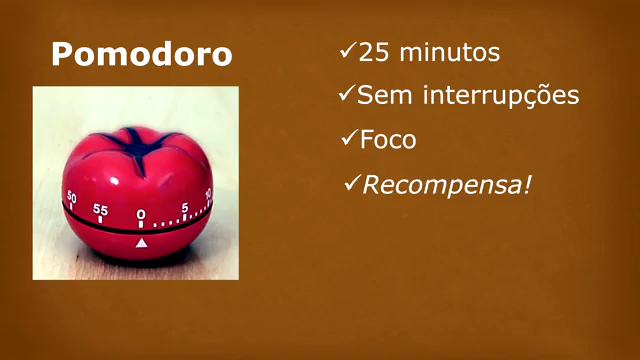 Pomodoro
✓25 minutos
✓Sem interrupções
✓Foco
✓Recompensa!
50 55 0 5 10